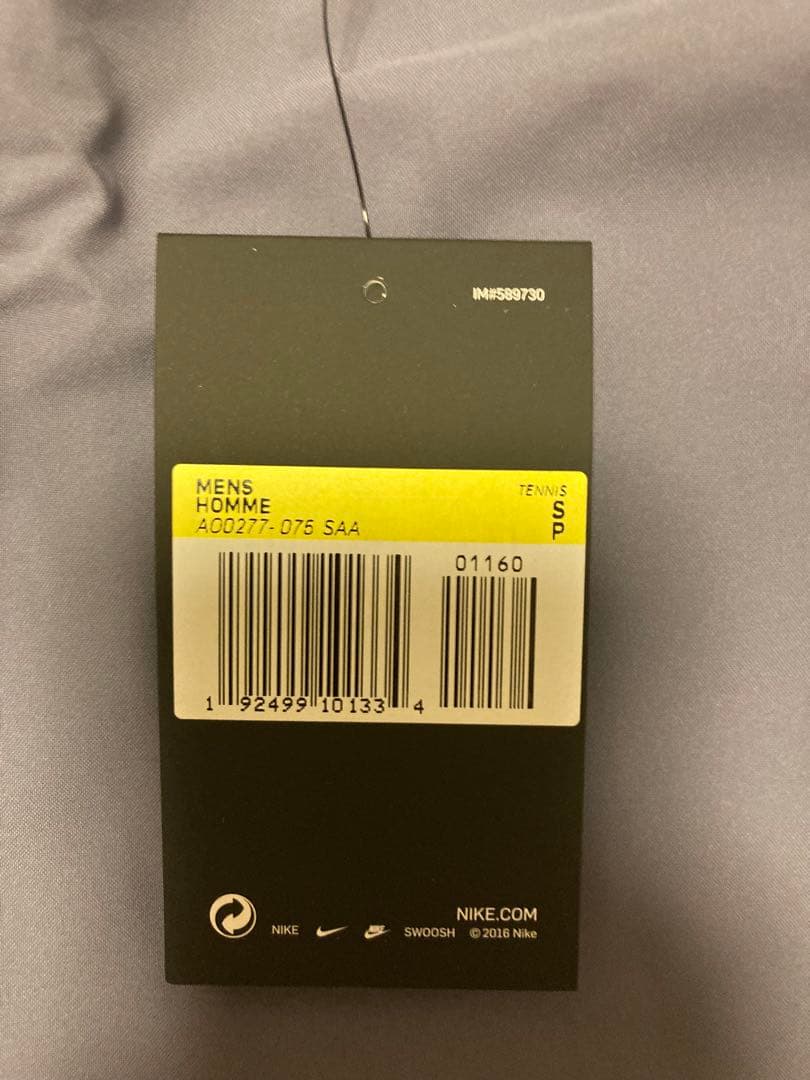 IM#589730
MENS
HOMME
TENNIS
S
P
AO0277-075 SAA
01160
1 92499 10133 4
NIKE.COM
NIKE SWOOSH © 2016 Nike